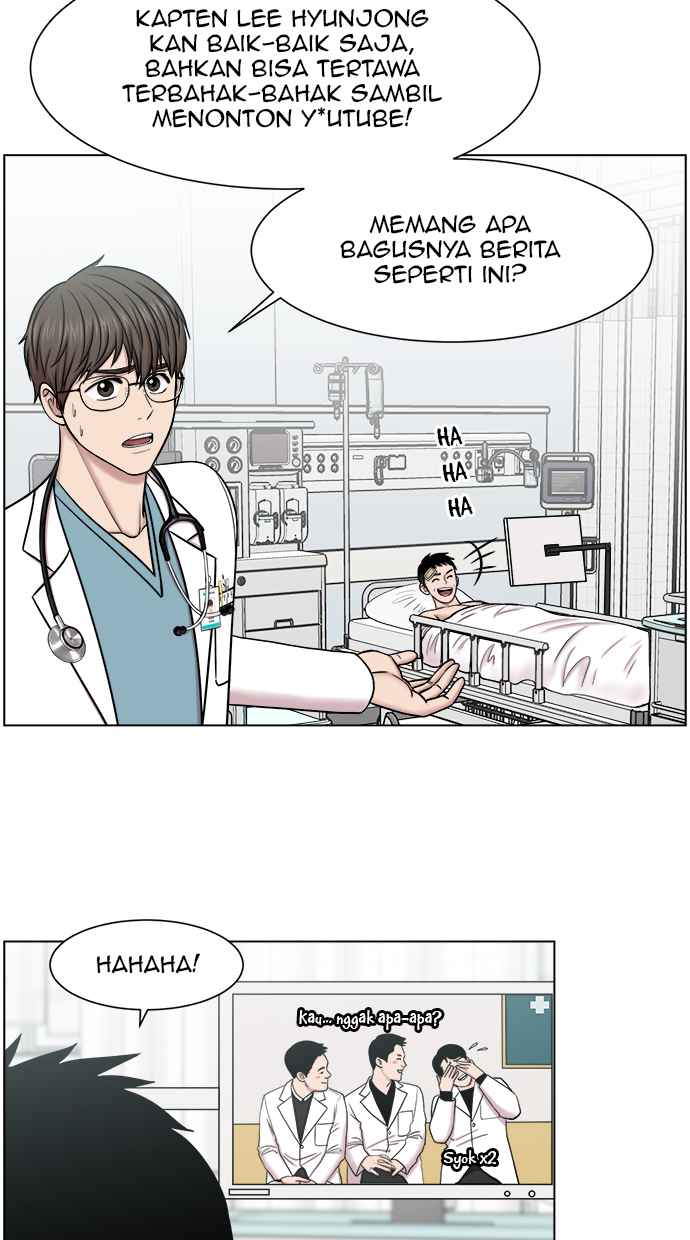 KAPTEN LEE HYUNJONG
KAN BAIK-BAIK SAJA,
BAHKAN BISA TERTAWA
TERBAHAK-BAHAK SAMBIL
MENONTON Y*UTUBE!
MEMANG APA
BAGUSNYA BERITA
SEPERTI INI?
HA
HA
HA
HAHAHA!
kau... nggak apa-apa?
Syok x2